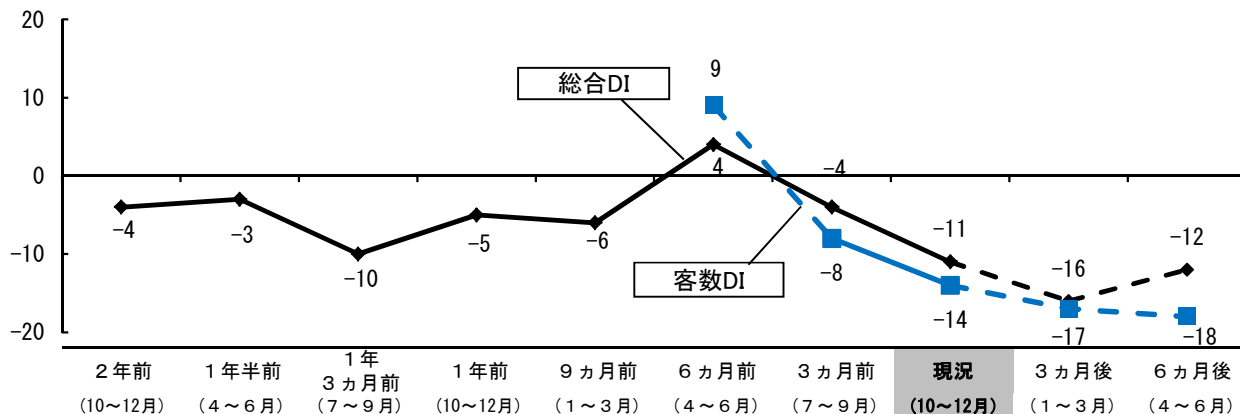 20
10
0
−10
−20
総合DI
客数DI
−4
−3
−10
−5
−6
4
−4
−11
−16
−12
9
−8
−14
−17
−18
2年前
(10～12月)
1年半前
(4～6月)
1年
3ヵ月前
(7～9月)
1年前
(10～12月)
9ヵ月前
(1～3月)
6ヵ月前
(4～6月)
3ヵ月前
(7～9月)
現況
(10～12月)
3ヵ月後
(1～3月)
6ヵ月後
(4～6月)